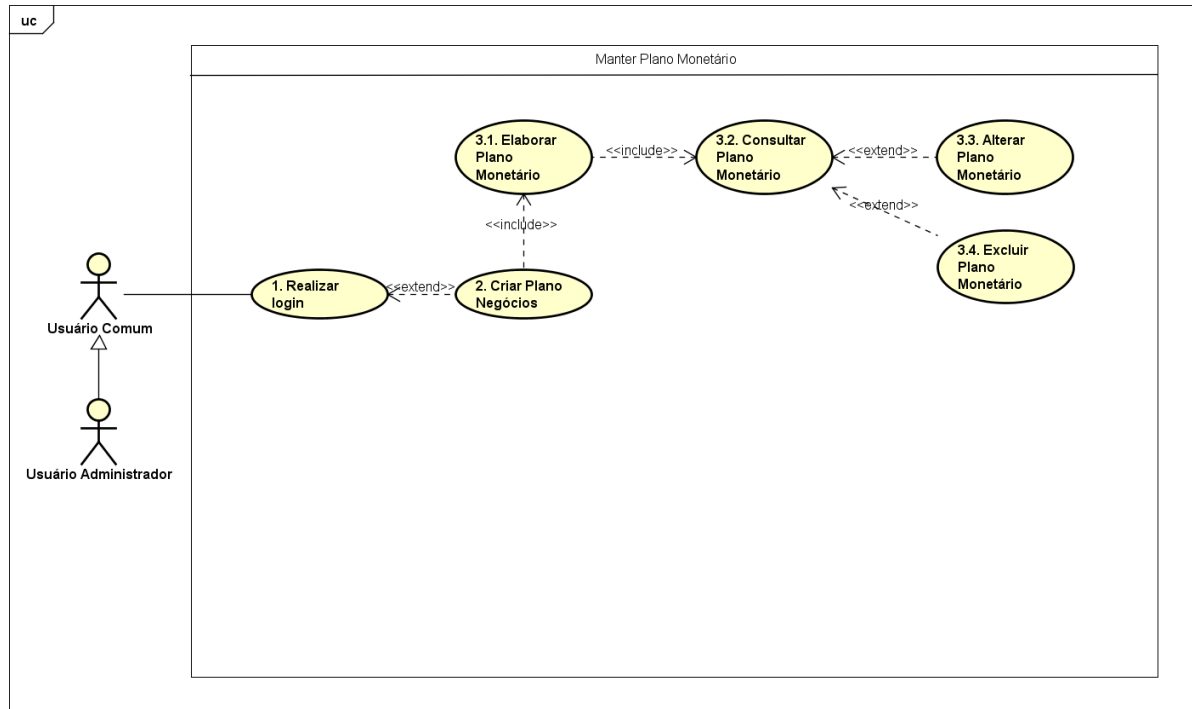 uc
Manter Plano Monetário
3.1. Elaborar
Plano
Monetário
<<include>>
3.2. Consultar
Plano
Monetário
<<extend>>
3.3. Alterar
Plano
Monetário
<<extend>>
<<include>>
3.4. Excluir
Plano
Monetário
1. Realizar
login
<<extend>>
2. Criar Plano
Negócios
Usuário Comum
Usuário Administrador